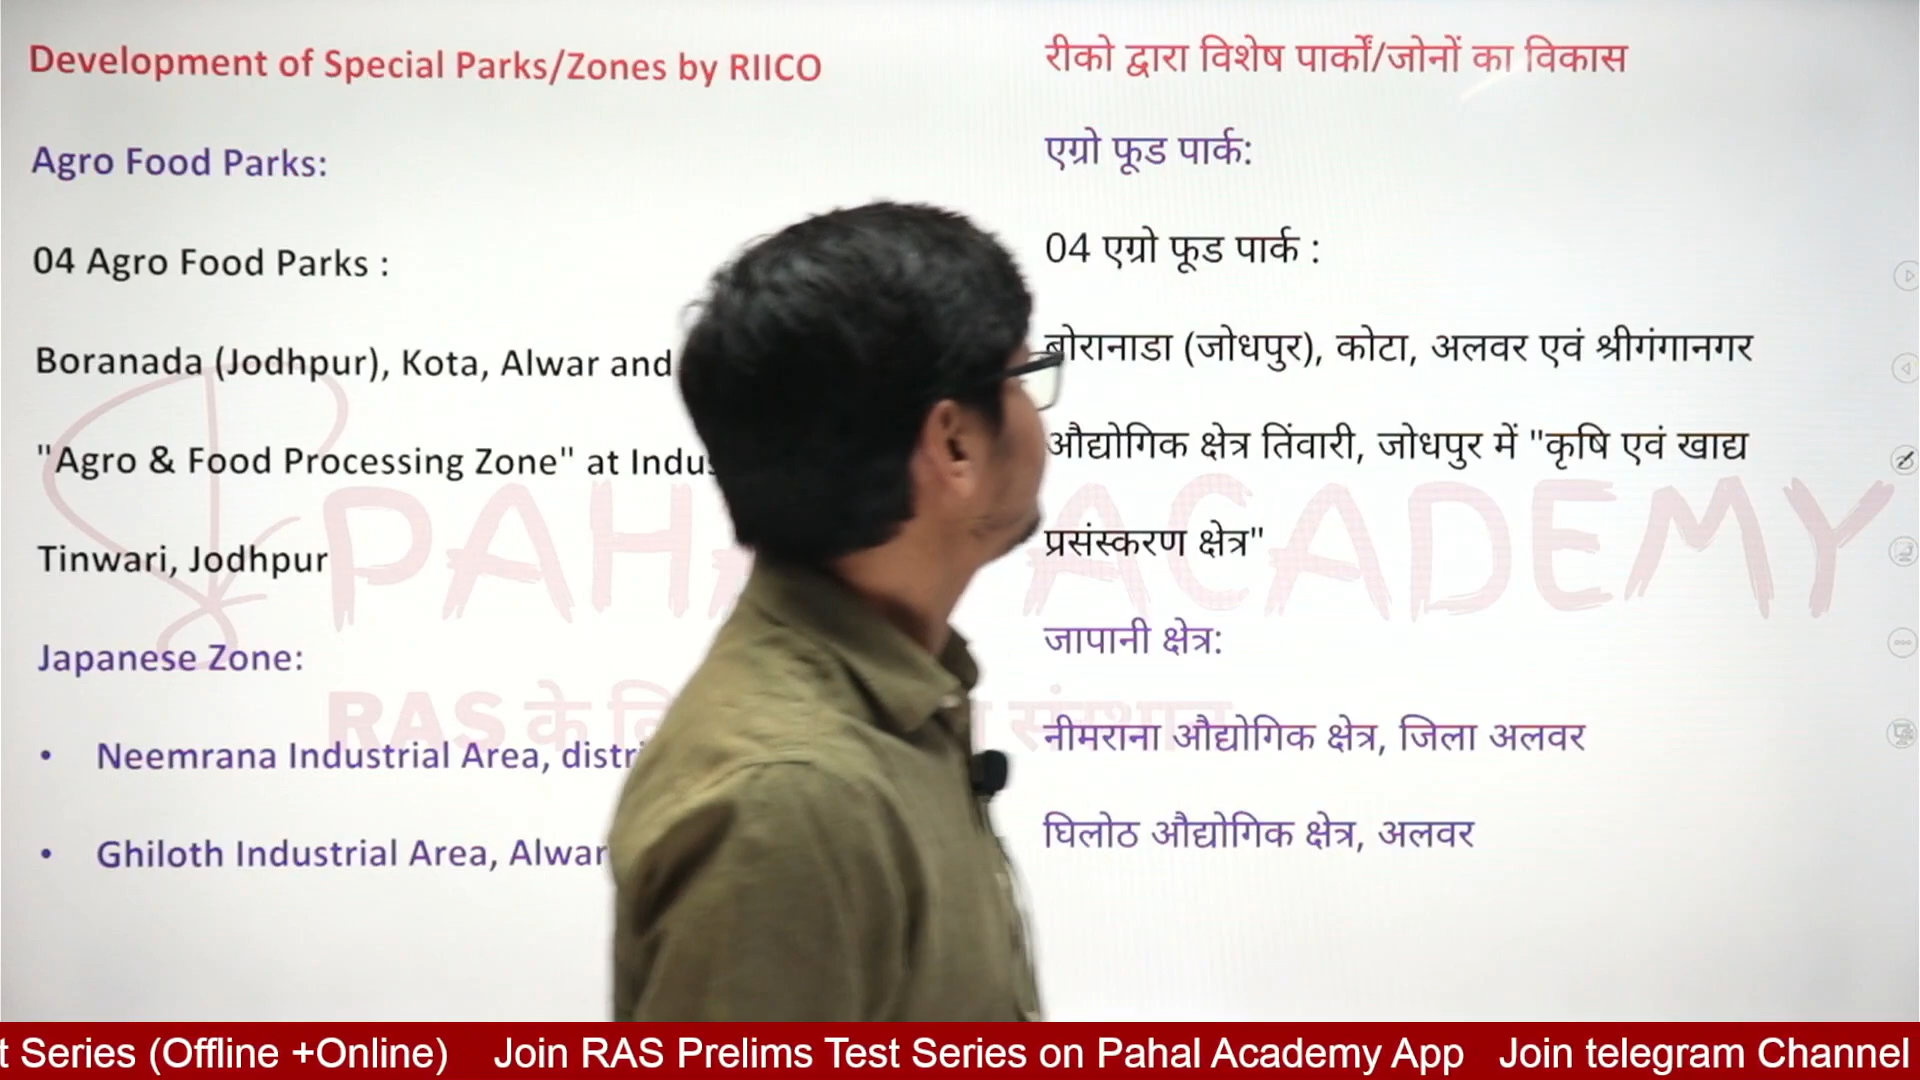 Development of Special Parks/Zones by RIICO
Agro Food Parks:
04 Agro Food Parks :
Boranada (Jodhpur), Kota, Alwar and
"Agro & Food Processing Zone" at
Tinwari, Jodhpur
Japanese Zone:
• Neemrana Industrial Area,
• Ghiloth Industrial Area, Alwar
रीको द्वारा विशेष पार्कों/जोनों का विकास
एग्रो फूड पार्क:
04 एग्रो फूड पार्क :
बोरानाडा (जोधपुर), कोटा, अलवर एवं श्रीगंगानगर
औद्योगिक क्षेत्र तिंवारी, जोधपुर में "कृषि एवं खाद्य
प्रसंस्करण क्षेत्र"
जापानी क्षेत्र:
नीमराना औद्योगिक क्षेत्र, जिला अलवर
घिलोठ औद्योगिक क्षेत्र, अलवर
ACADEMY
RAS के
t Series (Offline +Online) Join RAS Prelims Test Series on Pahal Academy App Join telegram Channel